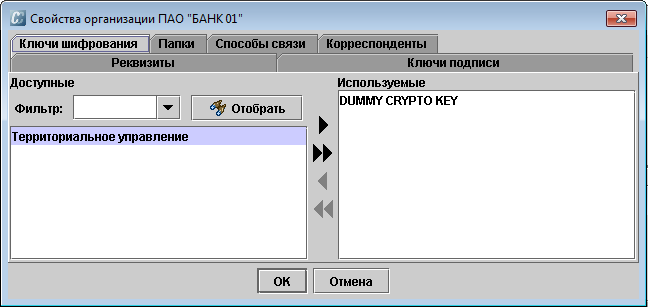 Свойства организации ПАО "БАНК 01"
Ключи шифрования Папки Способы связи Корреспонденты
Реквизиты Ключи подписи
Доступные Используемые
Фильтр: Отобрать
DUMMY CRYPTO KEY
Территориальное управление
OK Отмена